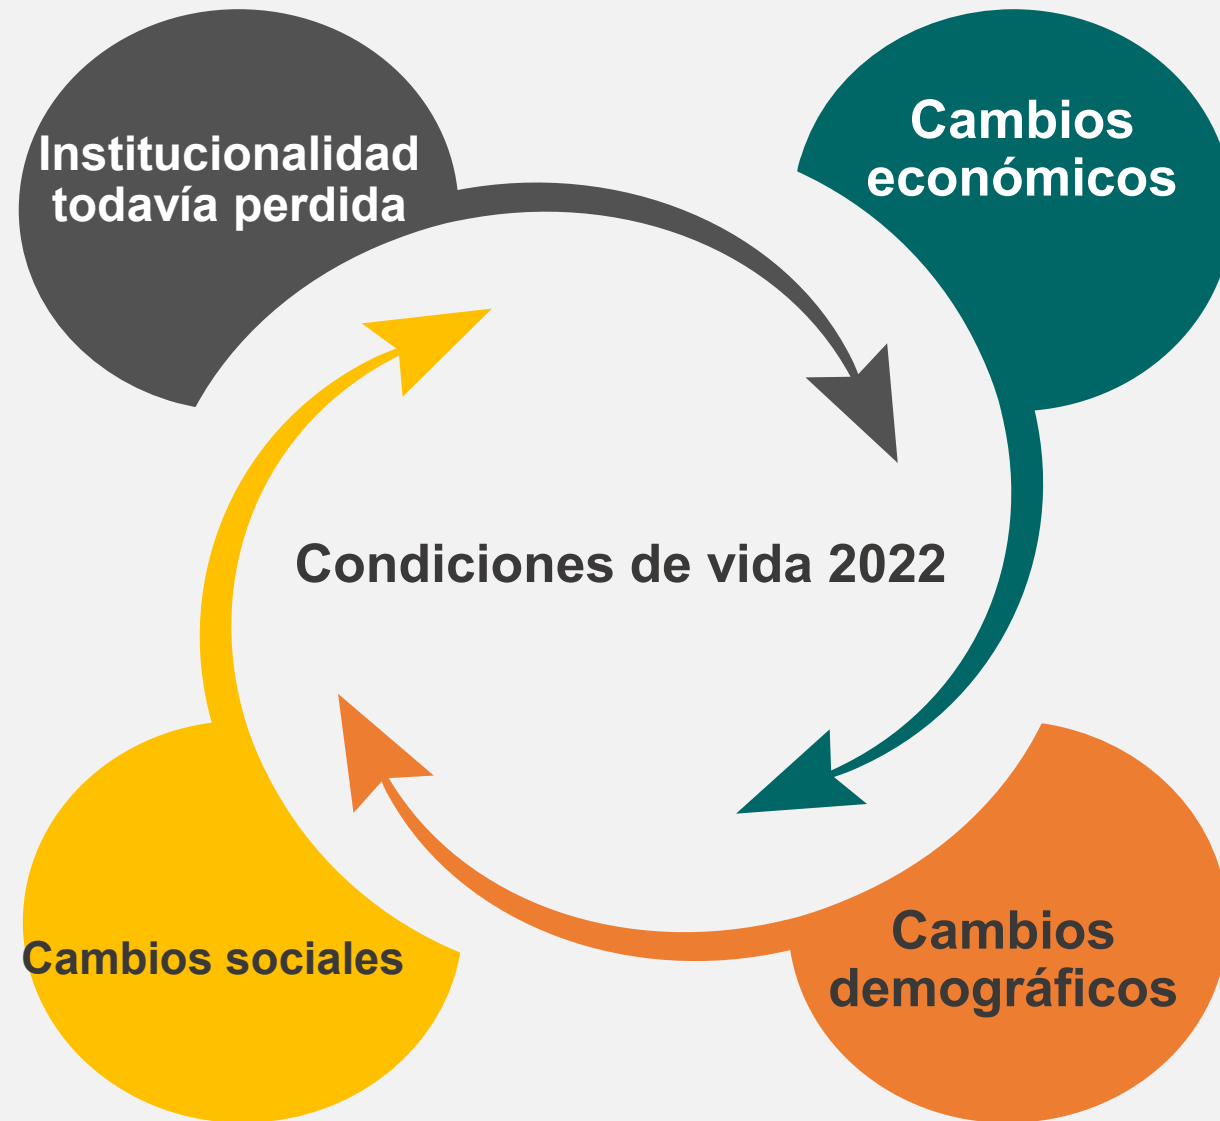 Institucionalidad
todavía perdida
Cambios
económicos
Condiciones de vida 2022
Cambios sociales
Cambios
demográficos